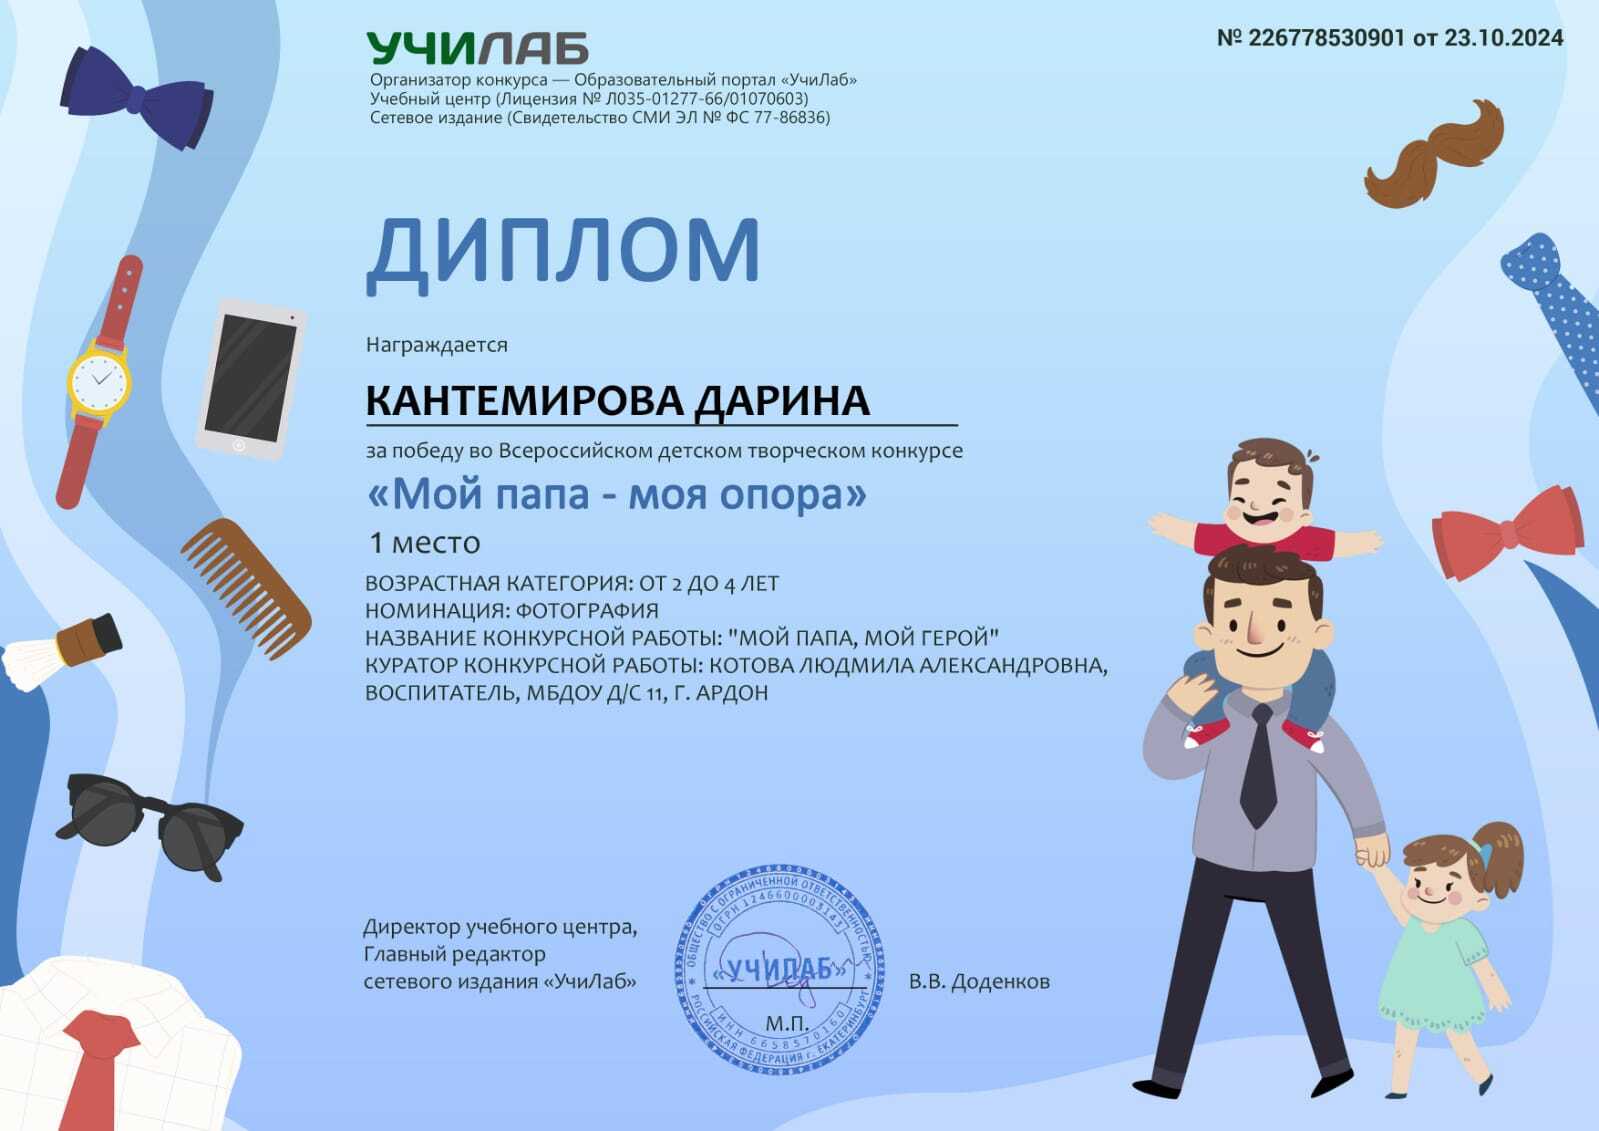 УЧИЛАБ
№ 226778530901 от 23.10.2024
Организатор конкурса — Образовательный портал «УчиЛаб»
Учебный центр (Лицензия № Л035-01277-66/01070603)
Сетевое издание (Свидетельство СМИ ЭЛ № ФС 77-86836)
ДИПЛОМ
Награждается
КАНТЕМИРОВА ДАРИНА
за победу во Всероссийском детском творческом конкурсе
«Мой папа - моя опора»
1 место
ВОЗРАСТНАЯ КАТЕГОРИЯ: ОТ 2 ДО 4 ЛЕТ
НОМИНАЦИЯ: ФОТОГРАФИЯ
НАЗВАНИЕ КОНКУРСНОЙ РАБОТЫ: "МОЙ ПАПА, МОЙ ГЕРОЙ"
КУРАТОР КОНКУРСНОЙ РАБОТЫ: КОТОВА ЛЮДМИЛА АЛЕКСАНДРОВНА,
ВОСПИТАТЕЛЬ, МБДОУ Д/С 11, Г. АРДОН
Директор учебного центра,
Главный редактор
сетевого издания «УчиЛаб»
ОБЩЕСТВО С ОГРАНИЧЕННОЙ ОТВЕТСТВЕННОСТЬЮ
ОГРН 1246600003143
«УЧИЛАБ»
ИНН 6658570160
РОССИЙСКАЯ ФЕДЕРАЦИЯ г. ЕКАТЕРИНБУРГ
М.П.
В.В. Доденков